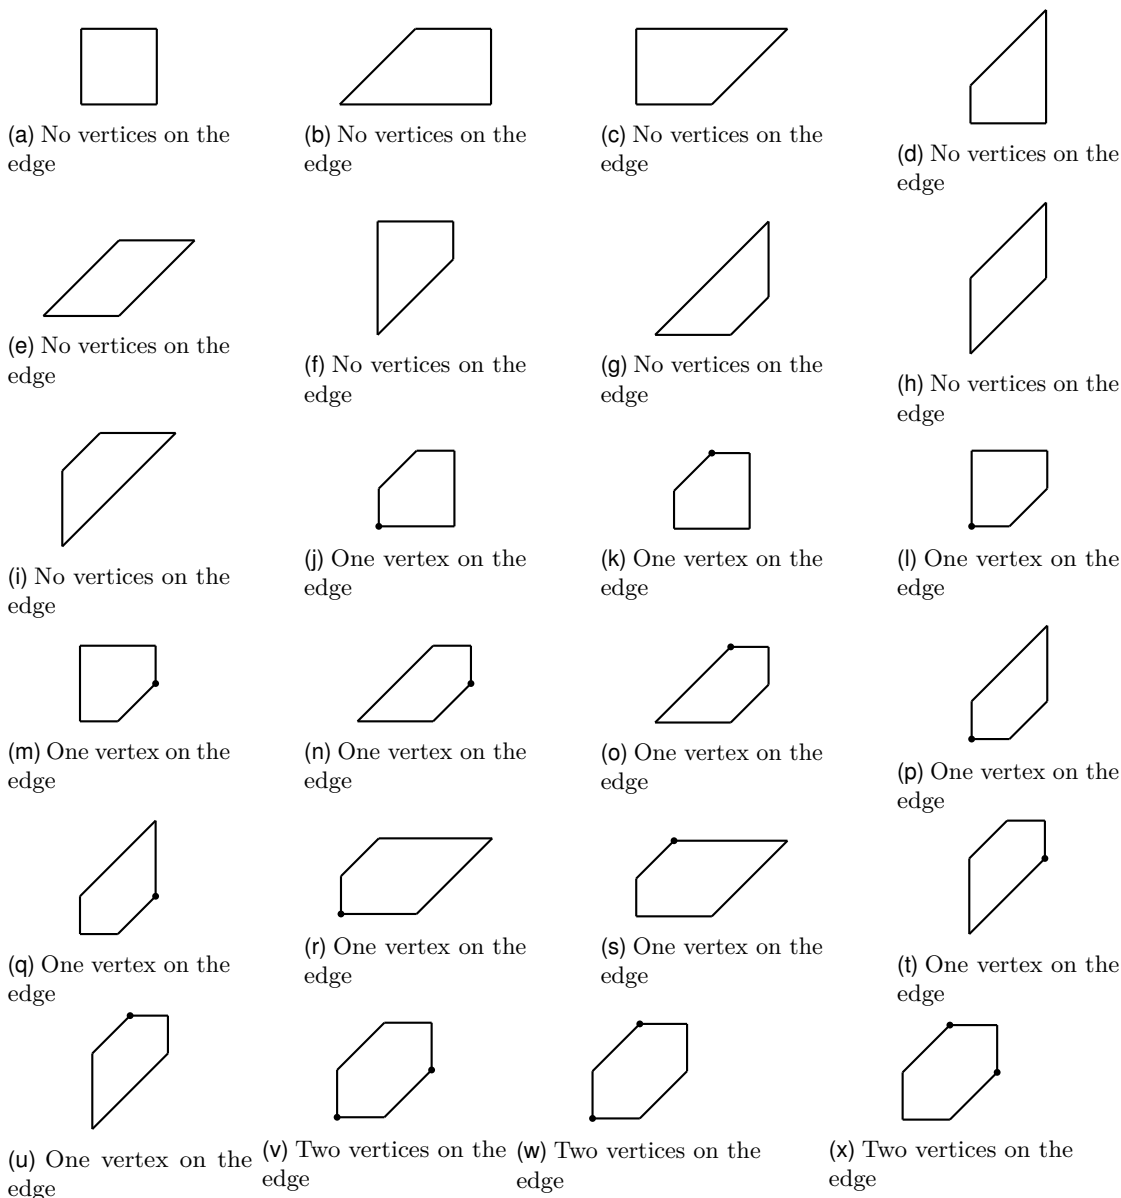 (a) No vertices on the
edge
(b) No vertices on the
edge
(c) No vertices on the
edge
(d) No vertices on the
edge
(e) No vertices on the
edge
(f) No vertices on the
edge
(g) No vertices on the
edge
(h) No vertices on the
edge
(i) No vertices on the
edge
(j) One vertex on the
edge
(k) One vertex on the
edge
(l) One vertex on the
edge
(m) One vertex on the
edge
(n) One vertex on the
edge
(o) One vertex on the
edge
(p) One vertex on the
edge
(q) One vertex on the
edge
(r) One vertex on the
edge
(s) One vertex on the
edge
(t) One vertex on the
edge
(u) One vertex on the
edge
(v) Two vertices on the
edge
(w) Two vertices on the
edge
(x) Two vertices on the
edge